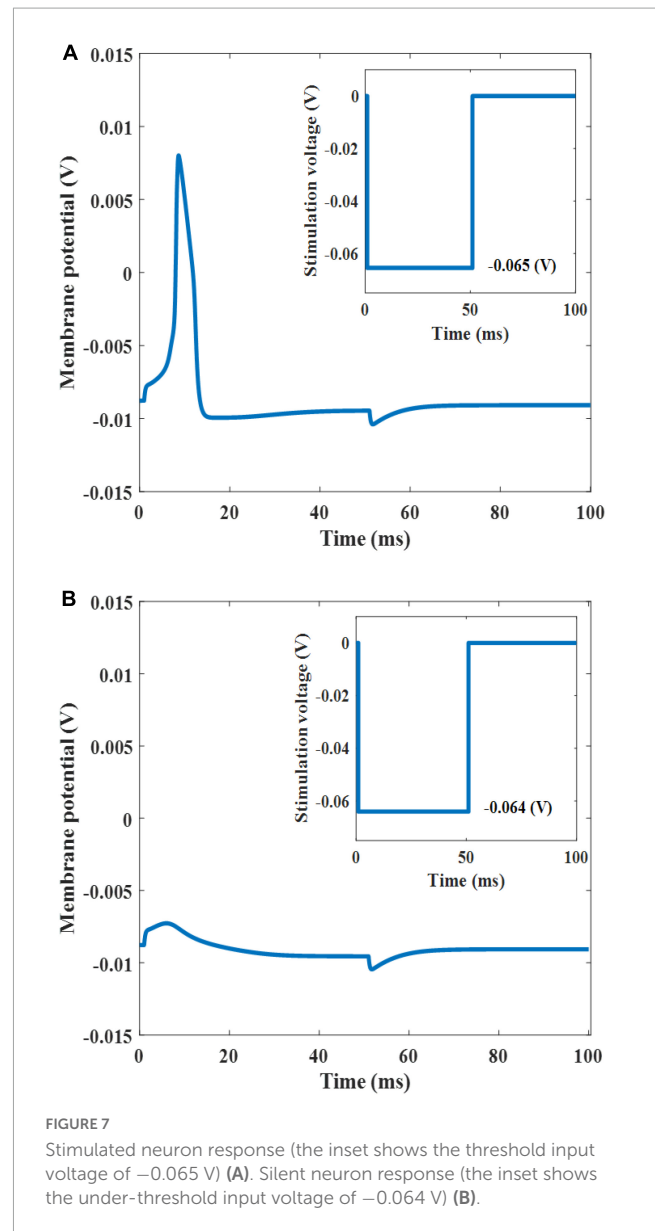 A
0.015
0.01
0.005
0
-0.005
-0.01
-0.015
Membrane potential (V)
0 20 40 60 80 100
Time (ms)
0
-0.02
-0.04
-0.06
Stimulation voltage (V)
-0.065 (V)
0 50 100
Time (ms)
B
0.015
0.01
0.005
0
-0.005
-0.01
-0.015
Membrane potential (V)
0 20 40 60 80 100
Time (ms)
0
-0.02
-0.04
-0.06
Stimulation voltage (V)
-0.064 (V)
0 50 100
Time (ms)
FIGURE 7
Stimulated neuron response (the inset shows the threshold input
voltage of −0.065 V) (A). Silent neuron response (the inset shows
the under-threshold input voltage of −0.064 V) (B).